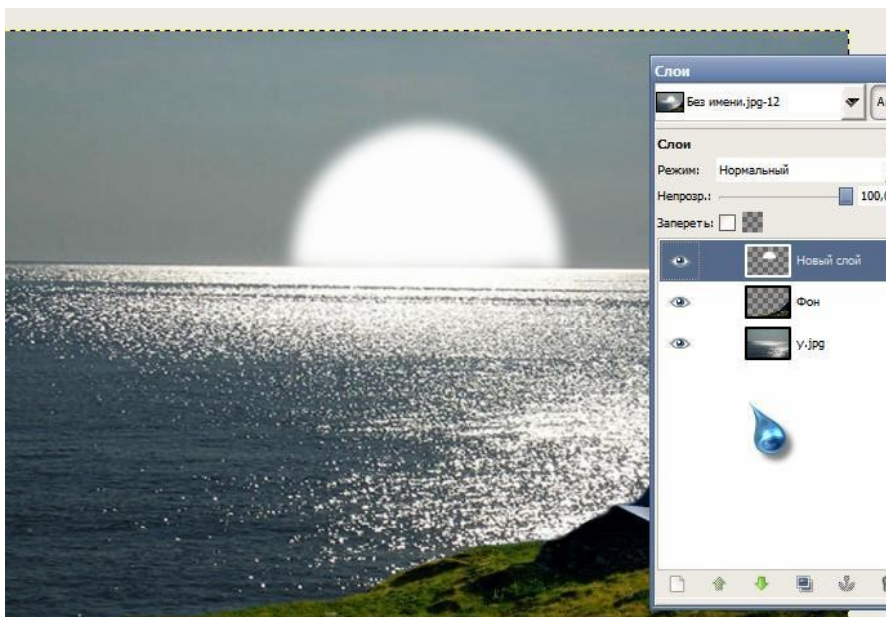 Слои
Без имени.jpg-12
Слои
Режим: Нормальный
Непрозр.: 100,
Запереть:
Новый слой
Фон
y.jpg